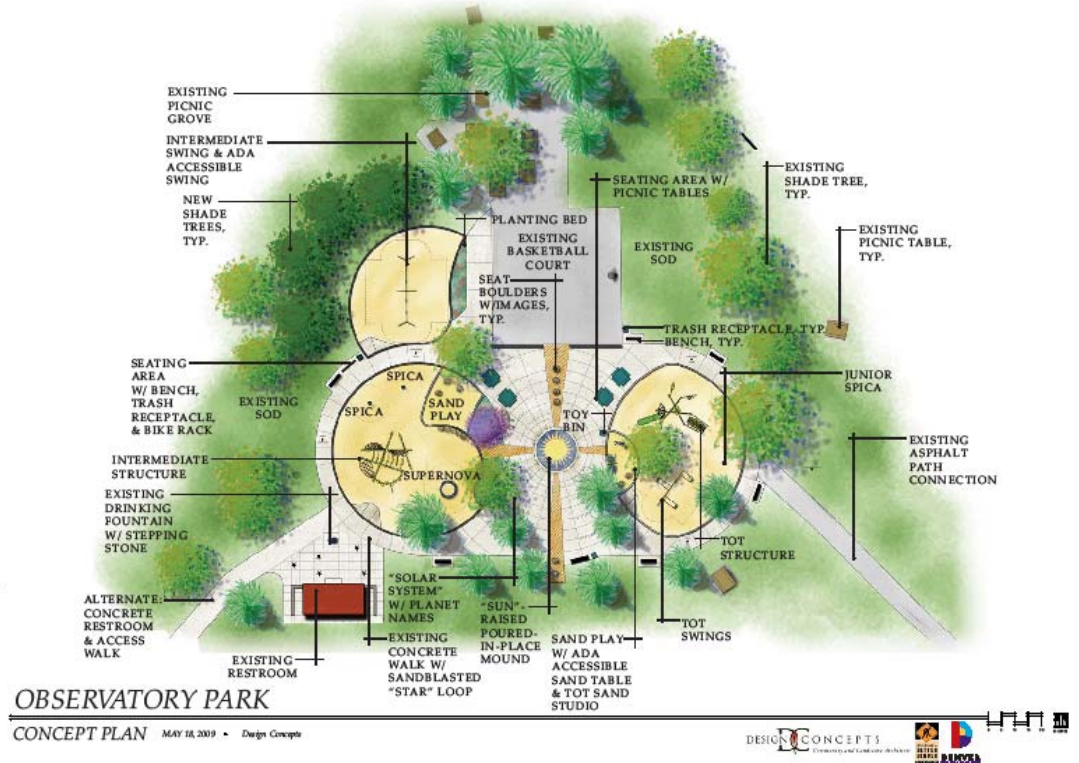 EXISTING
PICNIC
GROVE
INTERMEDIATE
SWING & ADA
ACCESSIBLE
SWING
NEW
SHADE
TREES,
TYP.
SEATING AREA W/
PICNIC TABLES
EXISTING
SHADE TREE,
TYP.
PLANTING BED
EXISTING
BASKETBALL
COURT
EXISTING
SOD
EXISTING
PICNIC TABLE,
TYP.
SEAT
BOULDERS
W/IMAGES,
TYP.
TRASH RECEPTACLE, TYP.
BENCH, TYP.
SEATING
AREA
W/ BENCH,
TRASH
RECEPTACLE,
& BIKE RACK
EXISTING
SOD
SPICA
SPICA
SAND
PLAY
TOY
BIN
JUNIOR
SPICA
INTERMEDIATE
STRUCTURE
SUPERNOVA
EXISTING
ASPHALT
PATH
CONNECTION
EXISTING
DRINKING
FOUNTAIN
W/ STEPPING
STONE
TOT
STRUCTURE
ALTERNATE:
CONCRETE
RESTROOM
& ACCESS
WALK
"SOLAR
SYSTEM"
W/ PLANET
NAMES
"SUN"-
RAISED
POURED-
IN-PLACE
MOUND
TOT
SWINGS
EXISTING
RESTROOM
EXISTING
CONCRETE
WALK W/
SANDBLASTED
"STAR" LOOP
SAND PLAY
W/ ADA
ACCESSIBLE
SAND TABLE
& TOT SAND
STUDIO
OBSERVATORY PARK
CONCEPT PLAN MAY 18, 2009 • Design Concepts
DESIGN CONCEPTS
Community and Landscape Architects
DENVER